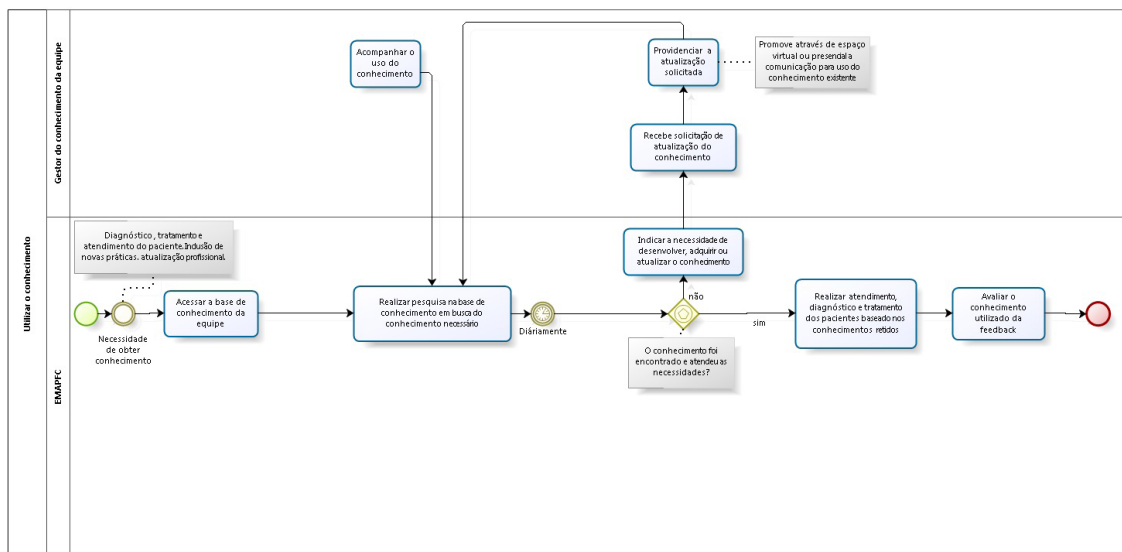 Utilizar o conhecimento
Gestor do conhecimento da equipe
Acompanhar o
uso do
conhecimento
Providenciar a
atualização
solicitada
Promove através de espaço
virtual ou presencial a
comunicação para uso do
conhecimento existente
Recebe solicitação de
atualização do
conhecimento
EMAPFC
Diagnóstico, tratamento e
atendimento do paciente.Inclusão de
novas práticas. atualização profissional.
Necessidade
de obter
conhecimento
Acessar a base de
conhecimento da
equipe
Realizar pesquisa na base de
conhecimento em busca do
conhecimento necessário
Diáriamente
Indicar a necessidade de
desenvolver, adquirir ou
atualizar o conhecimento
não
sim
O conhecimento foi
encontrado e atendeu as
necessidades?
Realizar atendimento,
diagnóstico e tratamento
dos pacientes baseado nos
conhecimentos retidos
Avaliar o
conhecimento
utilizado da
feedback